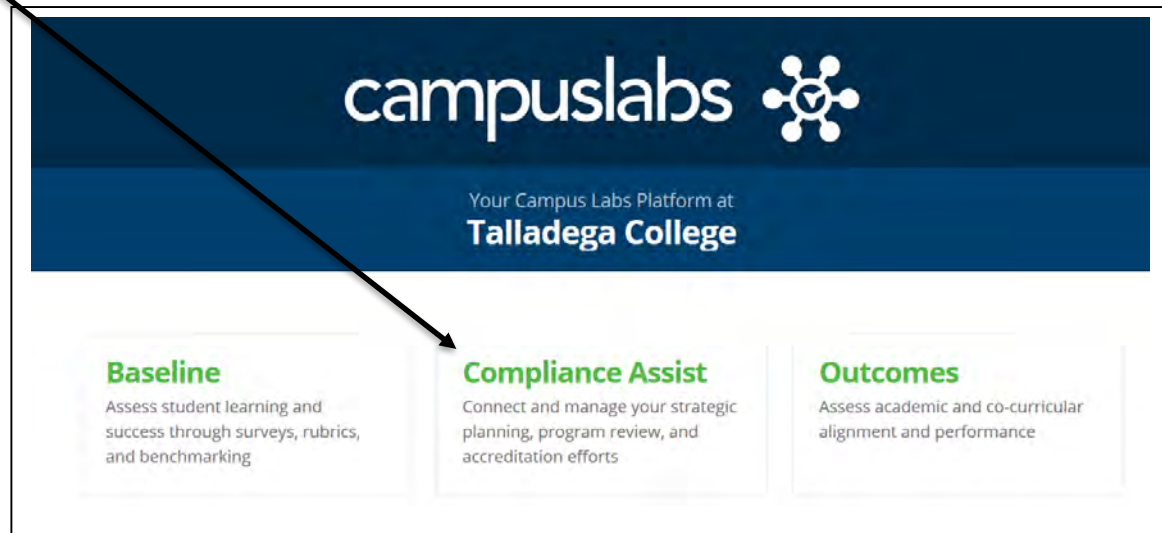 campuslabs
Your Campus Labs Platform at
Talladega College
Baseline
Assess student learning and
success through surveys, rubrics,
and benchmarking
Compliance Assist
Connect and manage your strategic
planning, program review, and
accreditation efforts
Outcomes
Assess academic and co-curricular
alignment and performance